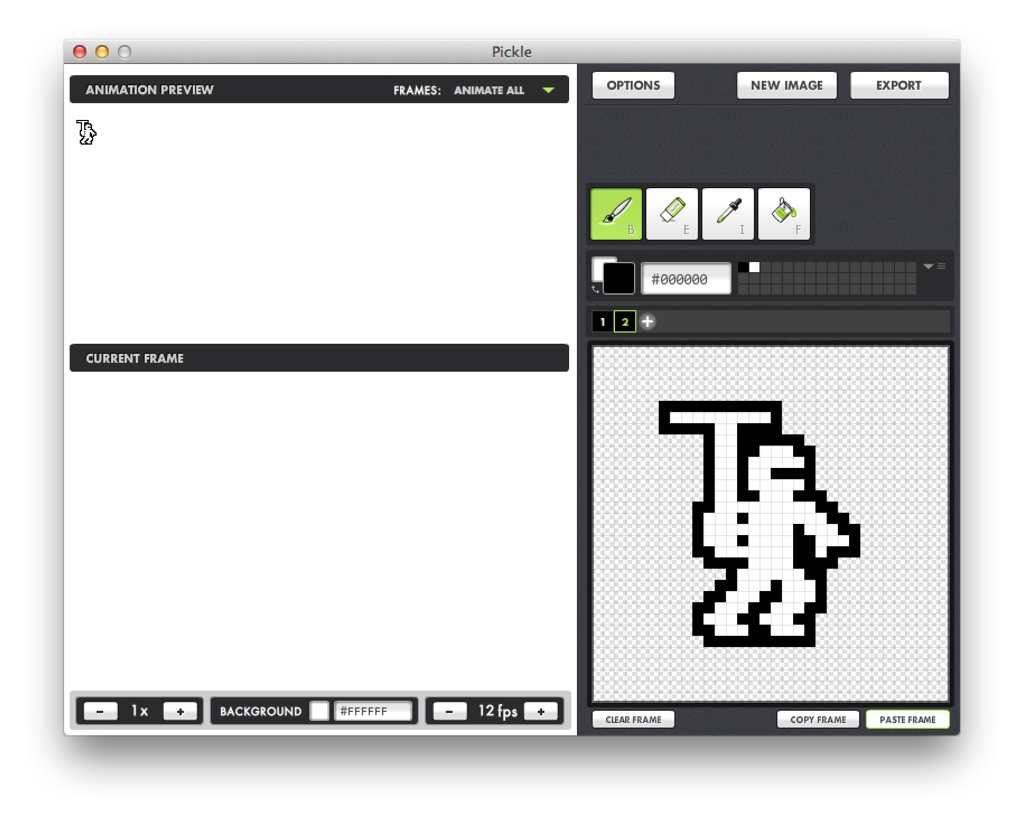 Pickle
ANIMATION PREVIEW
FRAMES: ANIMATE ALL
OPTIONS
NEW IMAGE
EXPORT
B
E
I
F
#000000
1
2
+
CURRENT FRAME
- 1x +
BACKGROUND #FFFFFF
- 12 fps +
CLEAR FRAME
COPY FRAME
PASTE FRAME